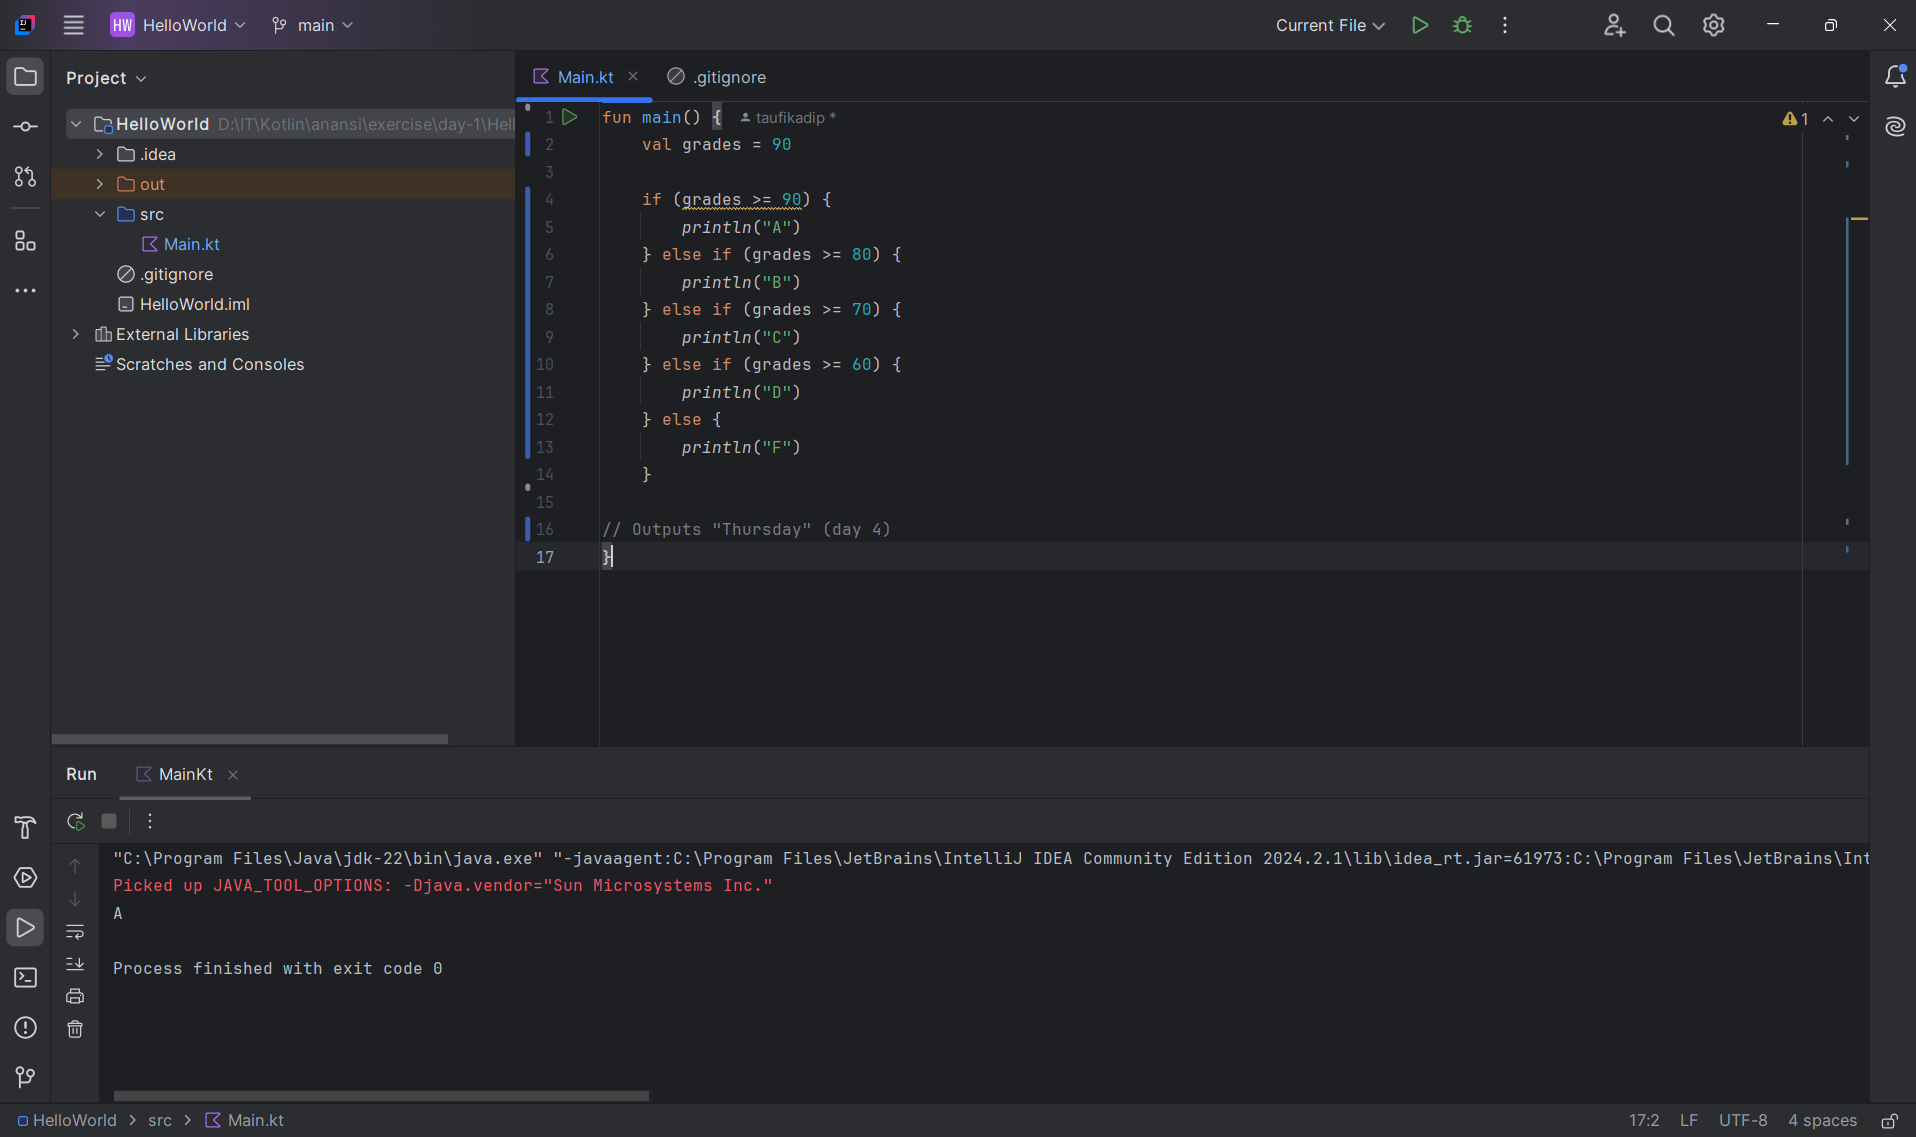 HW HelloWorld main Current File
Project
Main.kt .gitignore
HelloWorld D:\IT\Kotlin\anansi\exercise\day-1\Hell
.idea
out
src
Main.kt
.gitignore
HelloWorld.iml
External Libraries
Scratches and Consoles
1 fun main() { taufikadip *
2 val grades = 90
3
4 if (grades >= 90) {
5 println("A")
6 } else if (grades >= 80) {
7 println("B")
8 } else if (grades >= 70) {
9 println("C")
10 } else if (grades >= 60) {
11 println("D")
12 } else {
13 println("F")
14 }
15
16 // Outputs "Thursday" (day 4)
17 }
1
Run MainKt
"C:\Program Files\Java\jdk-22\bin\java.exe" "-javaagent:C:\Program Files\JetBrains\IntelliJ IDEA Community Edition 2024.2.1\lib\idea_rt.jar=61973:C:\Program Files\JetBrains\Int
Picked up JAVA_TOOL_OPTIONS: -Djava.vendor="Sun Microsystems Inc."
A
Process finished with exit code 0
HelloWorld > src > Main.kt 17:2 LF UTF-8 4 spaces